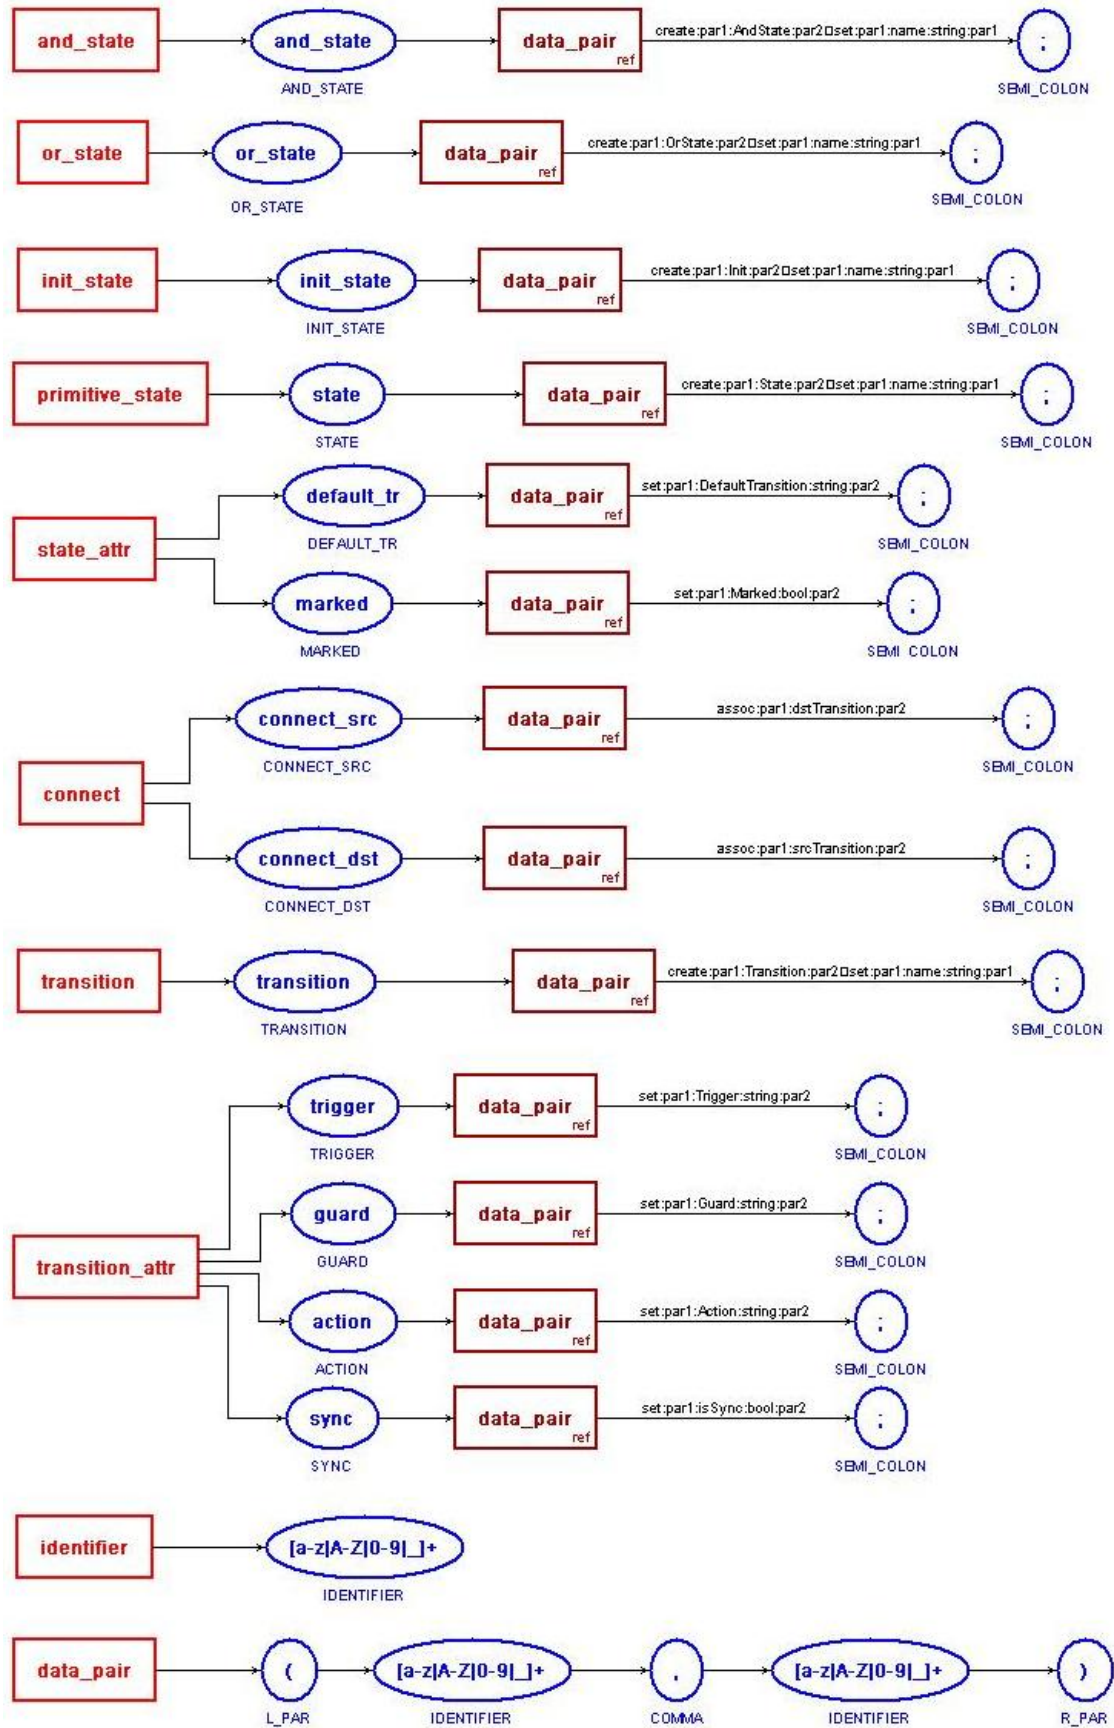 and_state and_state data_pair ref create:par1:AndState:par2□set:par1:name:string:par1 ;
AND_STATE SEMI_COLON
or_state or_state data_pair ref create:par1:OrState:par2□set:par1:name:string:par1 ;
OR_STATE SEMI_COLON
init_state init_state data_pair ref create:par1:Init:par2□set:par1:name:string:par1 ;
INIT_STATE SEMI_COLON
primitive_state state data_pair ref create:par1:State:par2□set:par1:name:string:par1 ;
STATE SEMI_COLON
default_tr data_pair ref set:par1:DefaultTransition:string:par2 ;
DEFAULT_TR SEMI_COLON
state_attr
marked data_pair ref set:par1:Marked:bool:par2 ;
MARKED SEMI_COLON
connect_src data_pair ref assoc:par1:dstTransition:par2 ;
CONNECT_SRC SEMI_COLON
connect
connect_dst data_pair ref assoc:par1:srcTransition:par2 ;
CONNECT_DST SEMI_COLON
transition transition data_pair ref create:par1:Transition:par2□set:par1:name:string:par1 ;
TRANSITION SEMI_COLON
trigger data_pair ref set:par1:Trigger:string:par2 ;
TRIGGER SEMI_COLON
guard data_pair ref set:par1:Guard:string:par2 ;
GUARD SEMI_COLON
transition_attr
action data_pair ref set:par1:Action:string:par2 ;
ACTION SEMI_COLON
sync data_pair ref set:par1:isSync:bool:par2 ;
SYNC SEMI_COLON
identifier [a-z|A-Z|0-9|_]+
IDENTIFIER
data_pair ( [a-z|A-Z|0-9|_]+ , [a-z|A-Z|0-9|_]+ )
L_PAR IDENTIFIER COMMA IDENTIFIER R_PAR